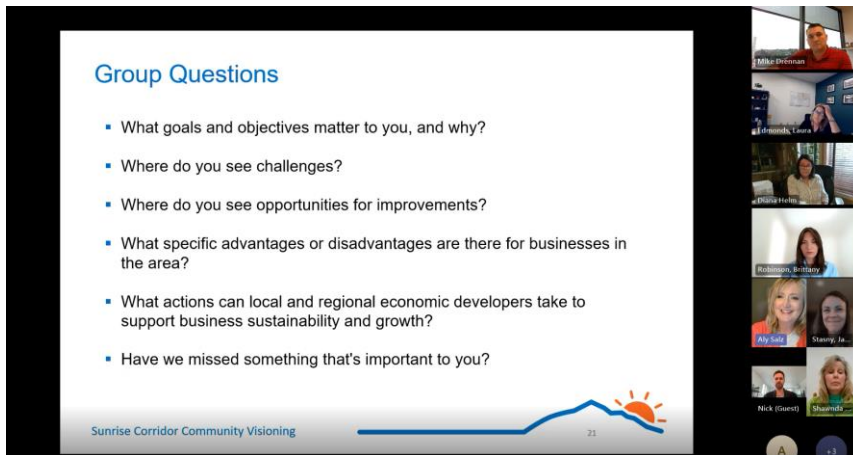 Group Questions
▪ What goals and objectives matter to you, and why?
▪ Where do you see challenges?
▪ Where do you see opportunities for improvements?
▪ What specific advantages or disadvantages are there for businesses in
the area?
▪ What actions can local and regional economic developers take to
support business sustainability and growth?
▪ Have we missed something that's important to you?
Sunrise Corridor Community Visioning
21
Mike Drennan
Edmonds, Laura
Diana Helm
Robinson, Brittany
Aly Salz
Stasny, Ja...
Nick (Guest)
Shawnda
A
+3